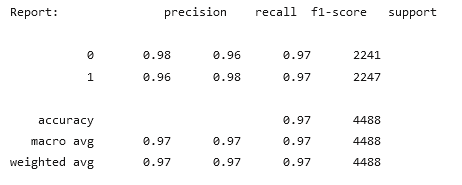 Report: precision recall f1-score support
0 0.98 0.96 0.97 2241
1 0.96 0.98 0.97 2247
accuracy 0.97 4488
macro avg 0.97 0.97 0.97 4488
weighted avg 0.97 0.97 0.97 4488